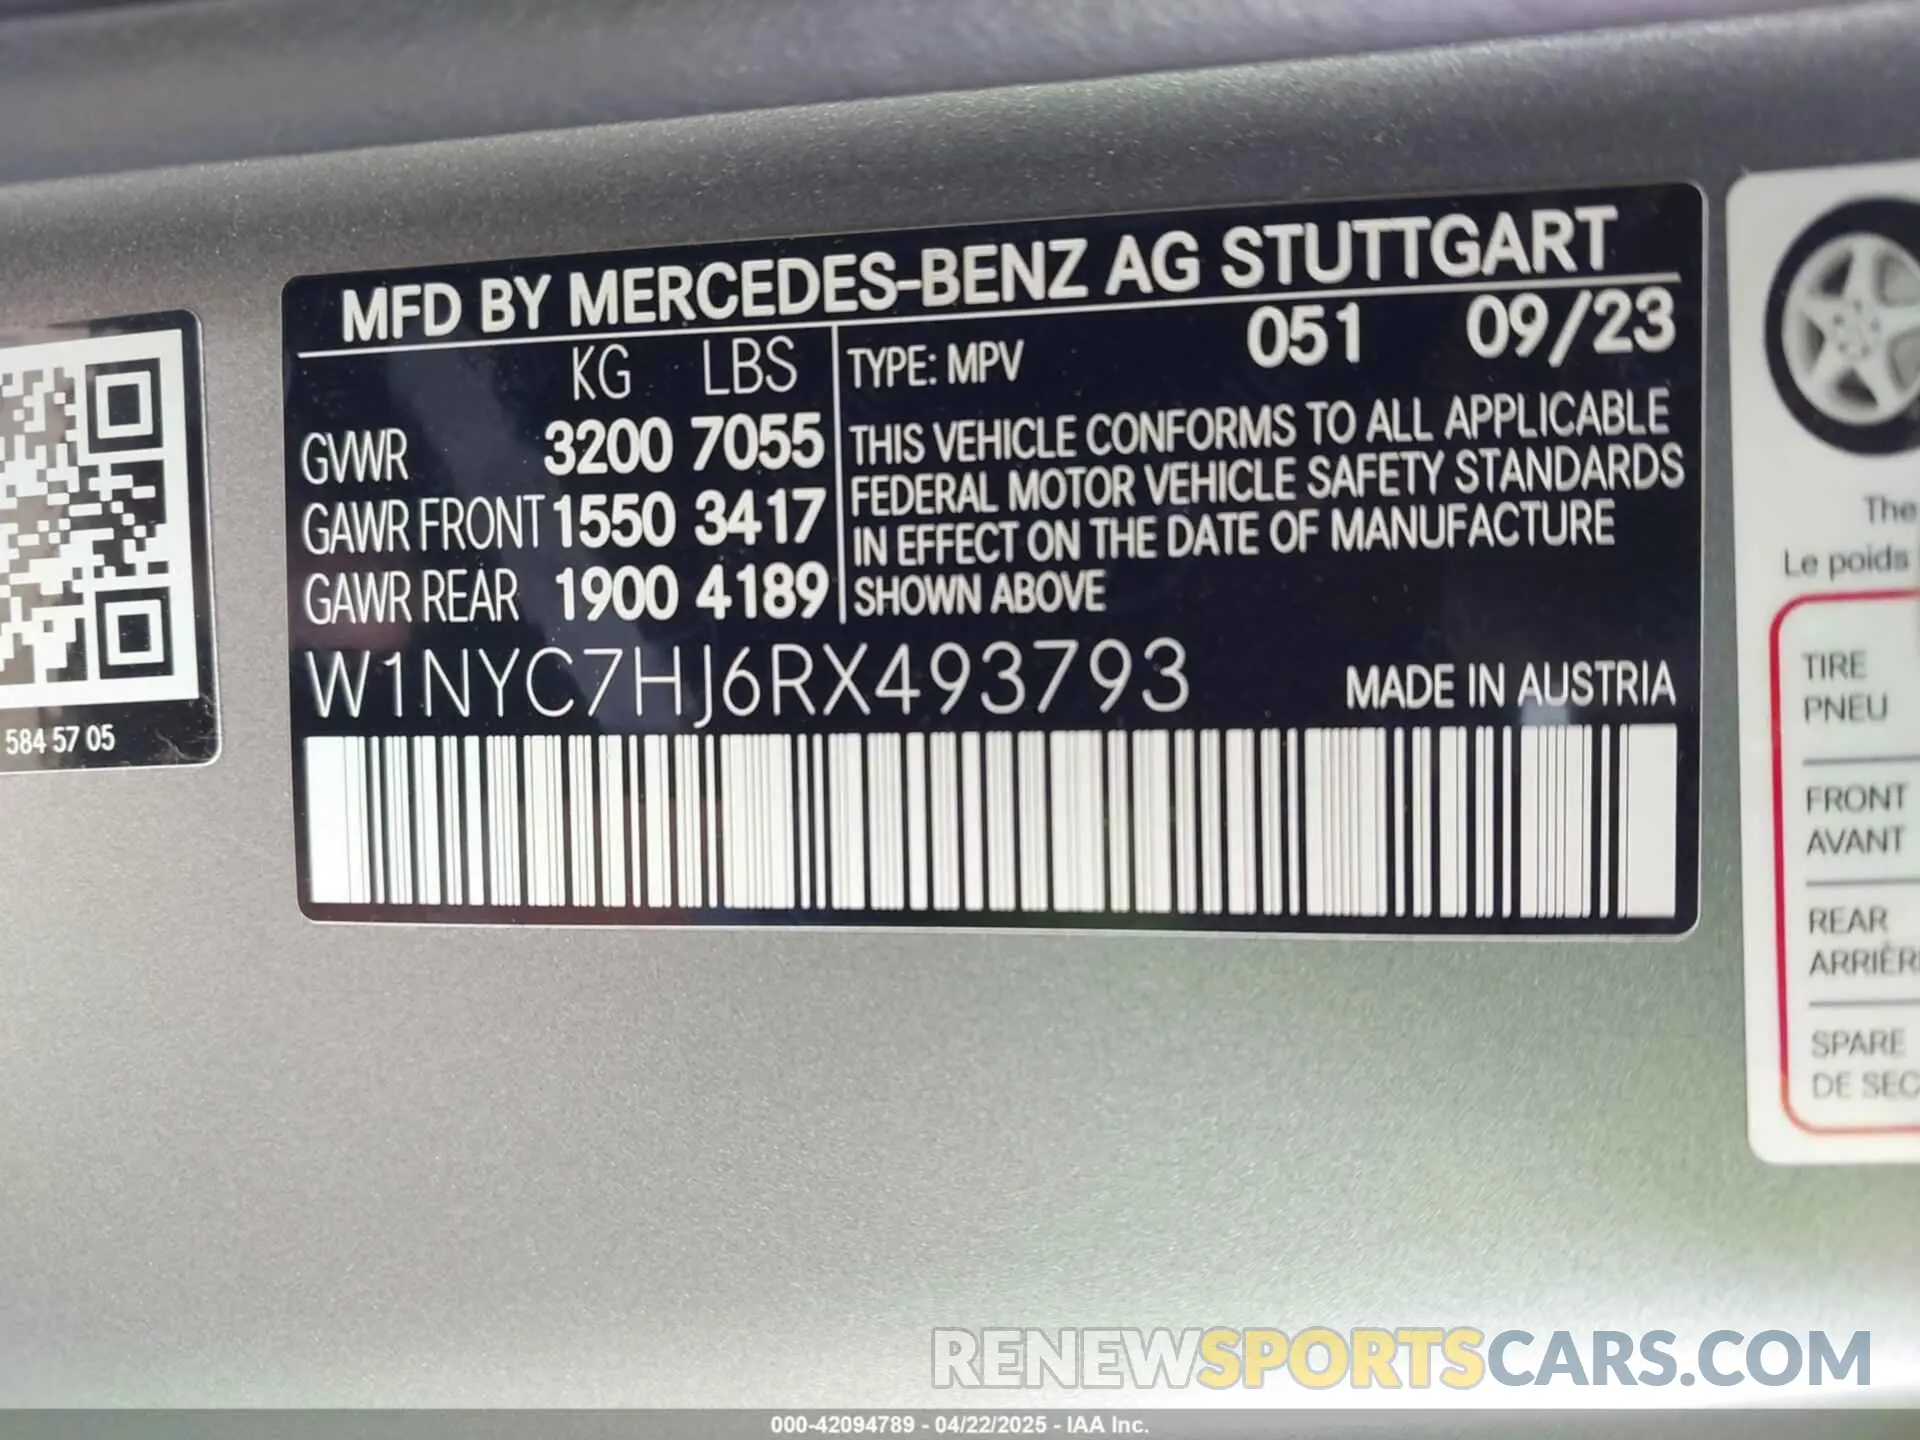 MFD BY MERCEDES-BENZ AG STUTTGART
KG LBS
GVWR 3200 7055
GAWR FRONT 1550 3417
GAWR REAR 1900 4189
TYPE: MPV 051 09/23
THIS VEHICLE CONFORMS TO ALL APPLICABLE
FEDERAL MOTOR VEHICLE SAFETY STANDARDS
IN EFFECT ON THE DATE OF MANUFACTURE
SHOWN ABOVE
W1NYC7HJ6RX493793 MADE IN AUSTRIA
584 57 05
The
Le poids
TIRE
PNEU
FRONT
AVANT
REAR
ARRIÈR
SPARE
DE SEC
RENEWSPORTSCARS.COM
000-42094789 - 04/22/2025 - IAA Inc.